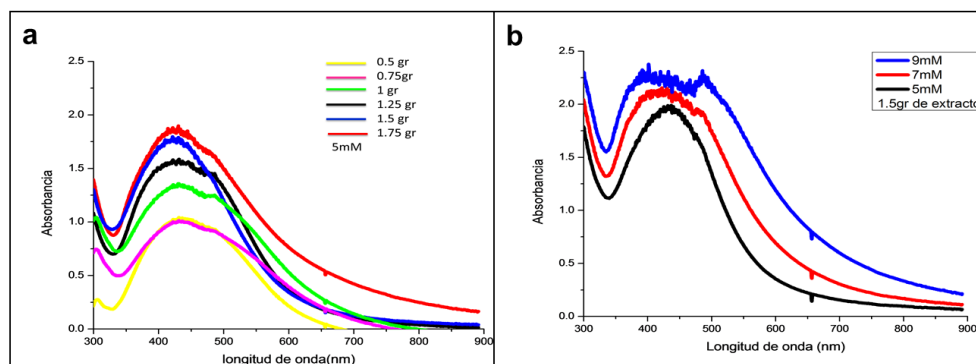 a
0.5 gr
0.75gr
1 gr
1.25 gr
1.5 gr
1.75 gr
5mM
Absorbancia
2.5
2.0
1.5
1.0
0.5
0.0
300 400 500 600 700 800 900
longitud de onda(nm)
b
9mM
7mM
5mM
1.5gr de extracto
Absorbancia
2.5
2.0
1.5
1.0
0.5
0.0
300 400 500 600 700 800 900
longitud de onda (nm)